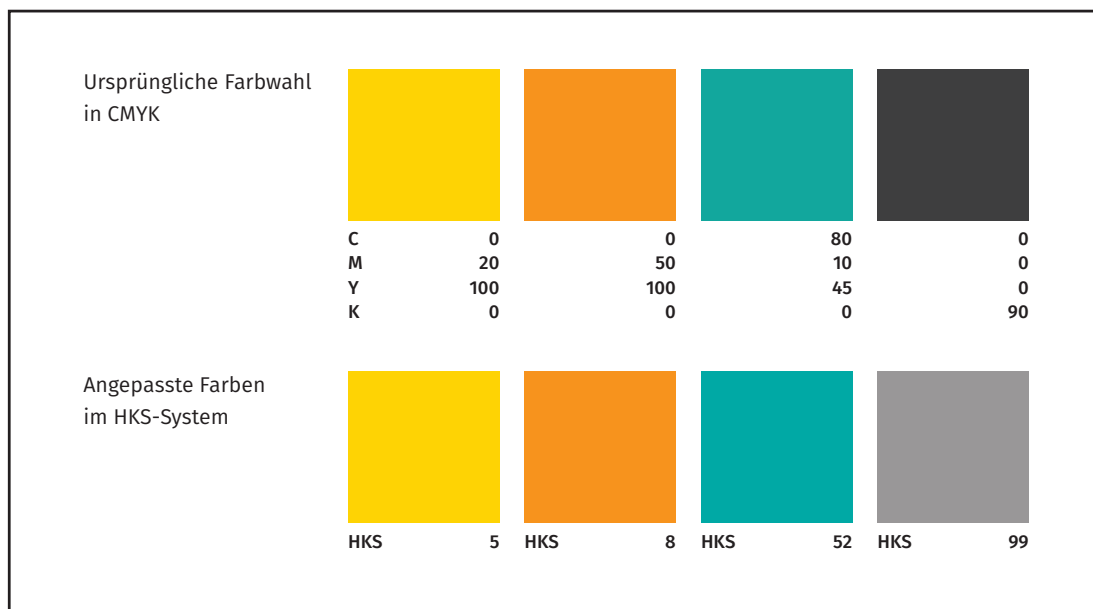 Ursprüngliche Farbwahl
in CMYK
C 0 0 80 0
M 20 50 10 0
Y 100 100 45 0
K 0 0 0 90
Angepasste Farben
im HKS-System
HKS 5 HKS 8 HKS 52 HKS 99